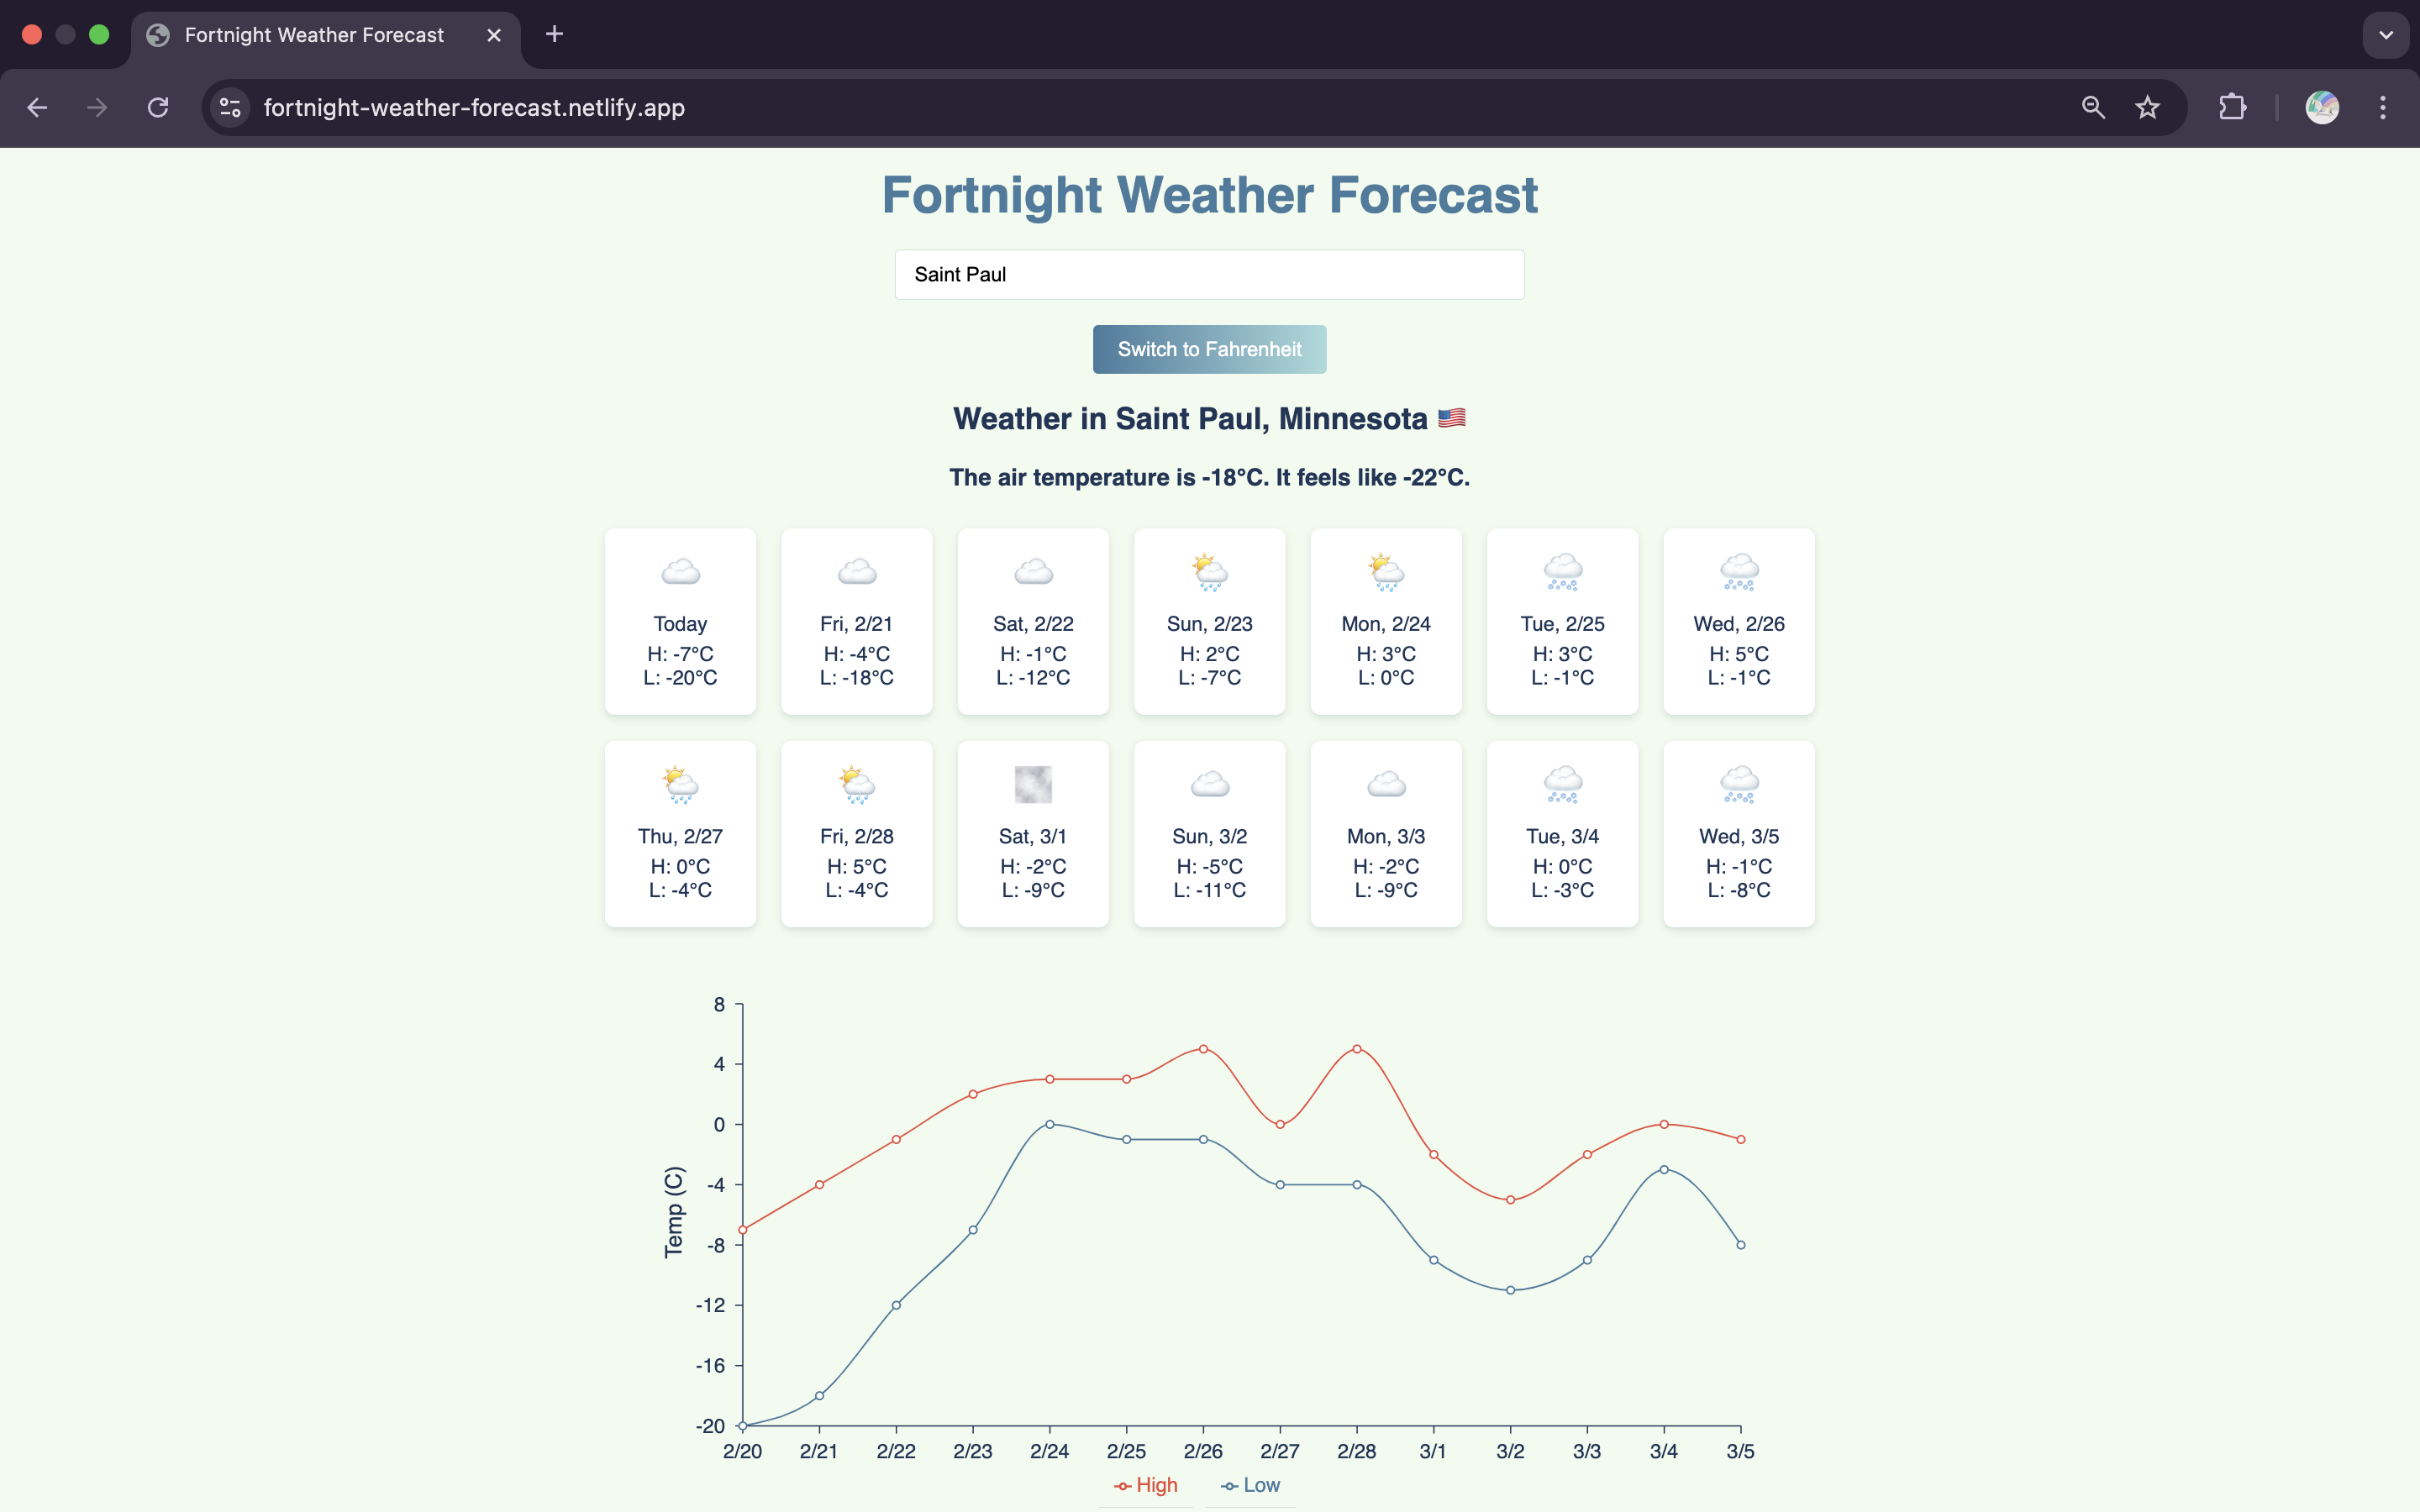 Fortnight Weather Forecast
fortnight-weather-forecast.netlify.app
Fortnight Weather Forecast
Saint Paul
Switch to Fahrenheit
Weather in Saint Paul, Minnesota
The air temperature is -18°C. It feels like -22°C.
Today
H: -7°C
L: -20°C
Fri, 2/21
H: -4°C
L: -18°C
Sat, 2/22
H: -1°C
L: -12°C
Sun, 2/23
H: 2°C
L: -7°C
Mon, 2/24
H: 3°C
L: 0°C
Tue, 2/25
H: 3°C
L: -1°C
Wed, 2/26
H: 5°C
L: -1°C
Thu, 2/27
H: 0°C
L: -4°C
Fri, 2/28
H: 5°C
L: -4°C
Sat, 3/1
H: -2°C
L: -9°C
Sun, 3/2
H: -5°C
L: -11°C
Mon, 3/3
H: -2°C
L: -9°C
Tue, 3/4
H: 0°C
L: -3°C
Wed, 3/5
H: -1°C
L: -8°C
Temp (C)
8
4
0
-4
-8
-12
-16
-20
2/20 2/21 2/22 2/23 2/24 2/25 2/26 2/27 2/28 3/1 3/2 3/3 3/4 3/5
High Low